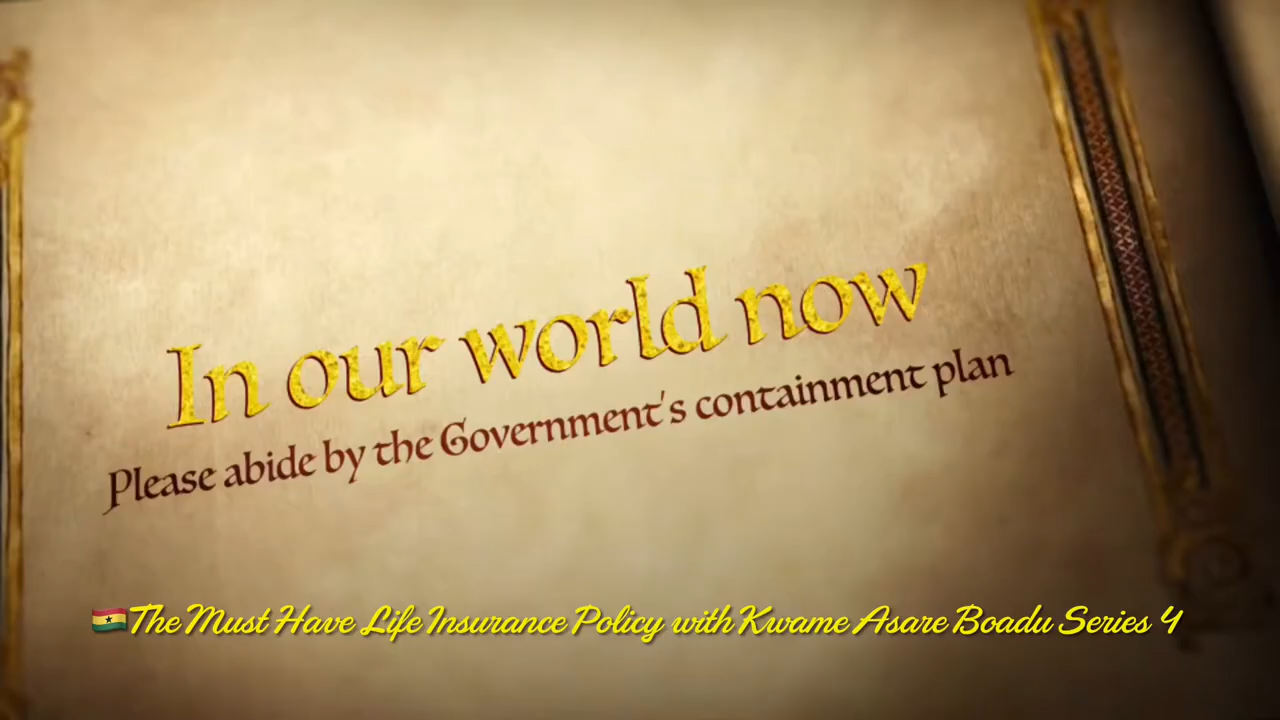 In our world now
Please abide by the Government's containment plan
🇬🇭The Must Have Life Insurance Policy with Kwame Asare Boadu Series 4